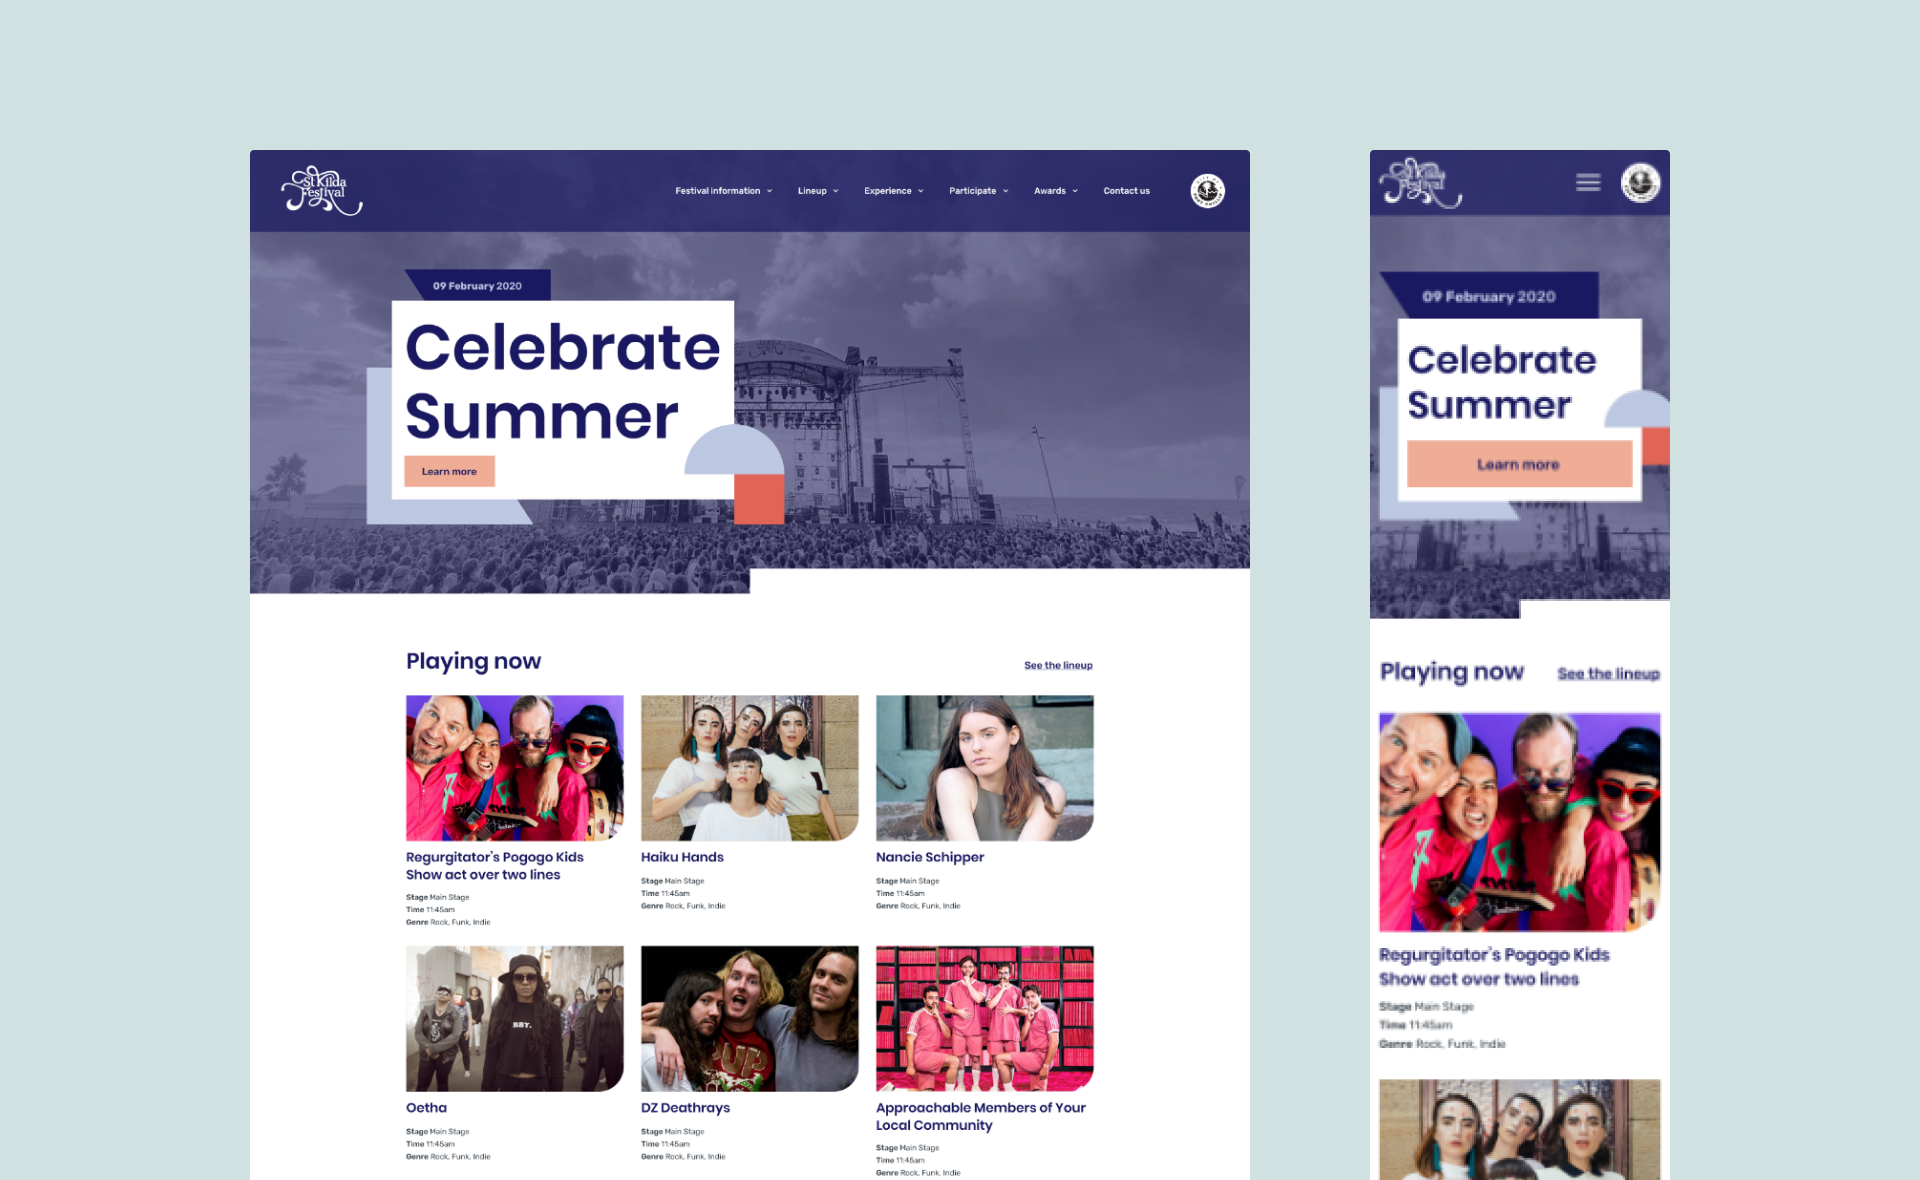 St Kilda
Festival
Festival information
Lineup
Experience
Participate
Awards
Contact us
09 February 2020
Celebrate
Summer
Learn more
Playing now
See the lineup
Regurgitator's Pogogo Kids
Show act over two lines
Stage Main Stage
Time 11:45am
Genre Rock, Funk, Indie
Haiku Hands
Stage Main Stage
Time 11:45am
Genre Rock, Funk, Indie
Nancie Schipper
Stage Main Stage
Time 11:45am
Genre Rock, Funk, Indie
BBY.
Oetha
Stage Main Stage
Time 11:45am
Genre Rock, Funk, Indie
DZ Deathrays
Stage Main Stage
Time 11:45am
Genre Rock, Funk, Indie
Approachable Members of Your
Local Community
Stage Main Stage
Time 11:45am
Genre Rock, Funk, Indie
St Kilda
Festival
09 February 2020
Celebrate
Summer
Learn more
Playing now
See the lineup
Regurgitator's Pogogo Kids
Show act over two lines
Stage Main Stage
Time 11:45am
Genre Rock, Funk, Indie